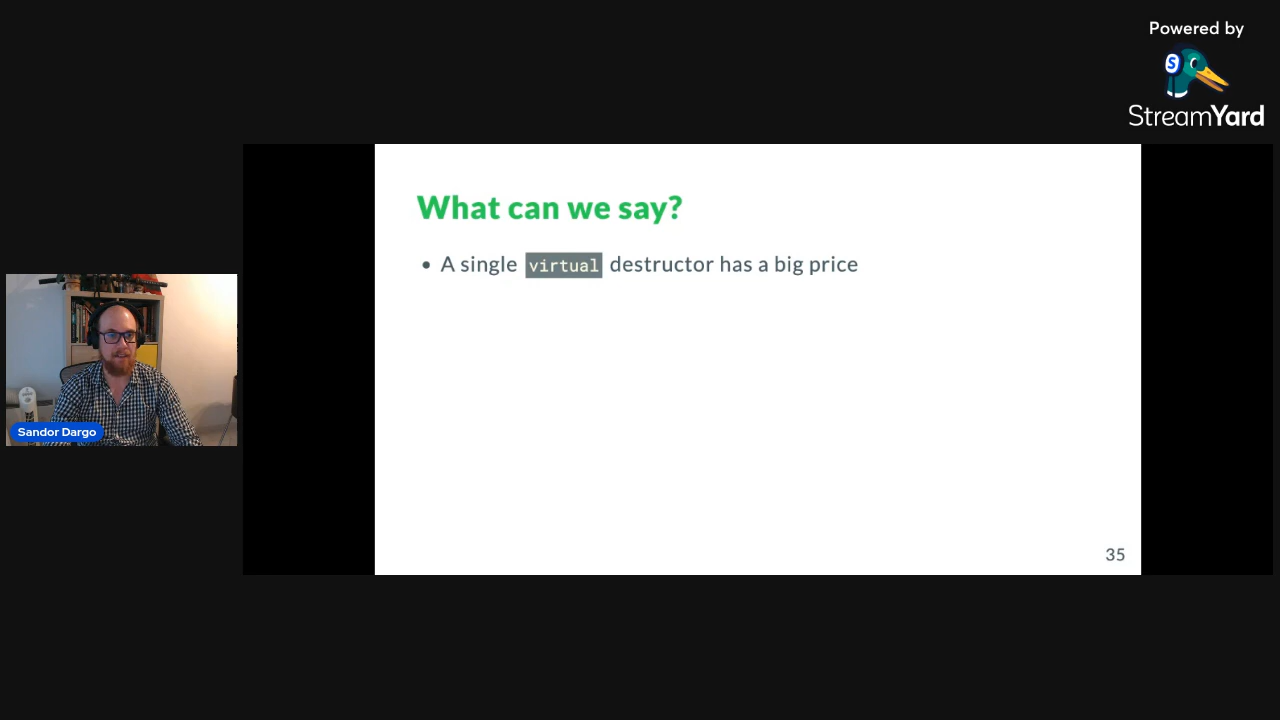 Powered by
S
StreamYard
What can we say?
• A single virtual destructor has a big price
Sandor Dargo
35